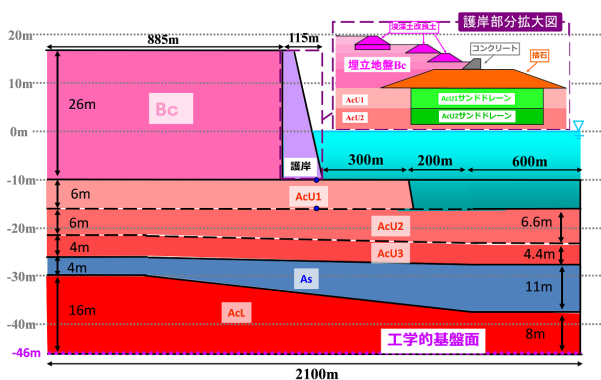 護岸部分拡大図
浚渫土改良土
コンクリート
捨石
埋立地盤Bc
AcU1
AcU1サンドドレーン
AcU2
AcU2サンドドレーン
20m
885m
115m
10m
26m
Bc
0m
護岸
300m
200m
600m
-10m
6m
AcU1
6m
AcU2
6.6m
-20m
4m
AcU3
4.4m
4m
As
11m
-30m
16m
AcL
8m
-40m
工学的基盤面
-46m
2100m